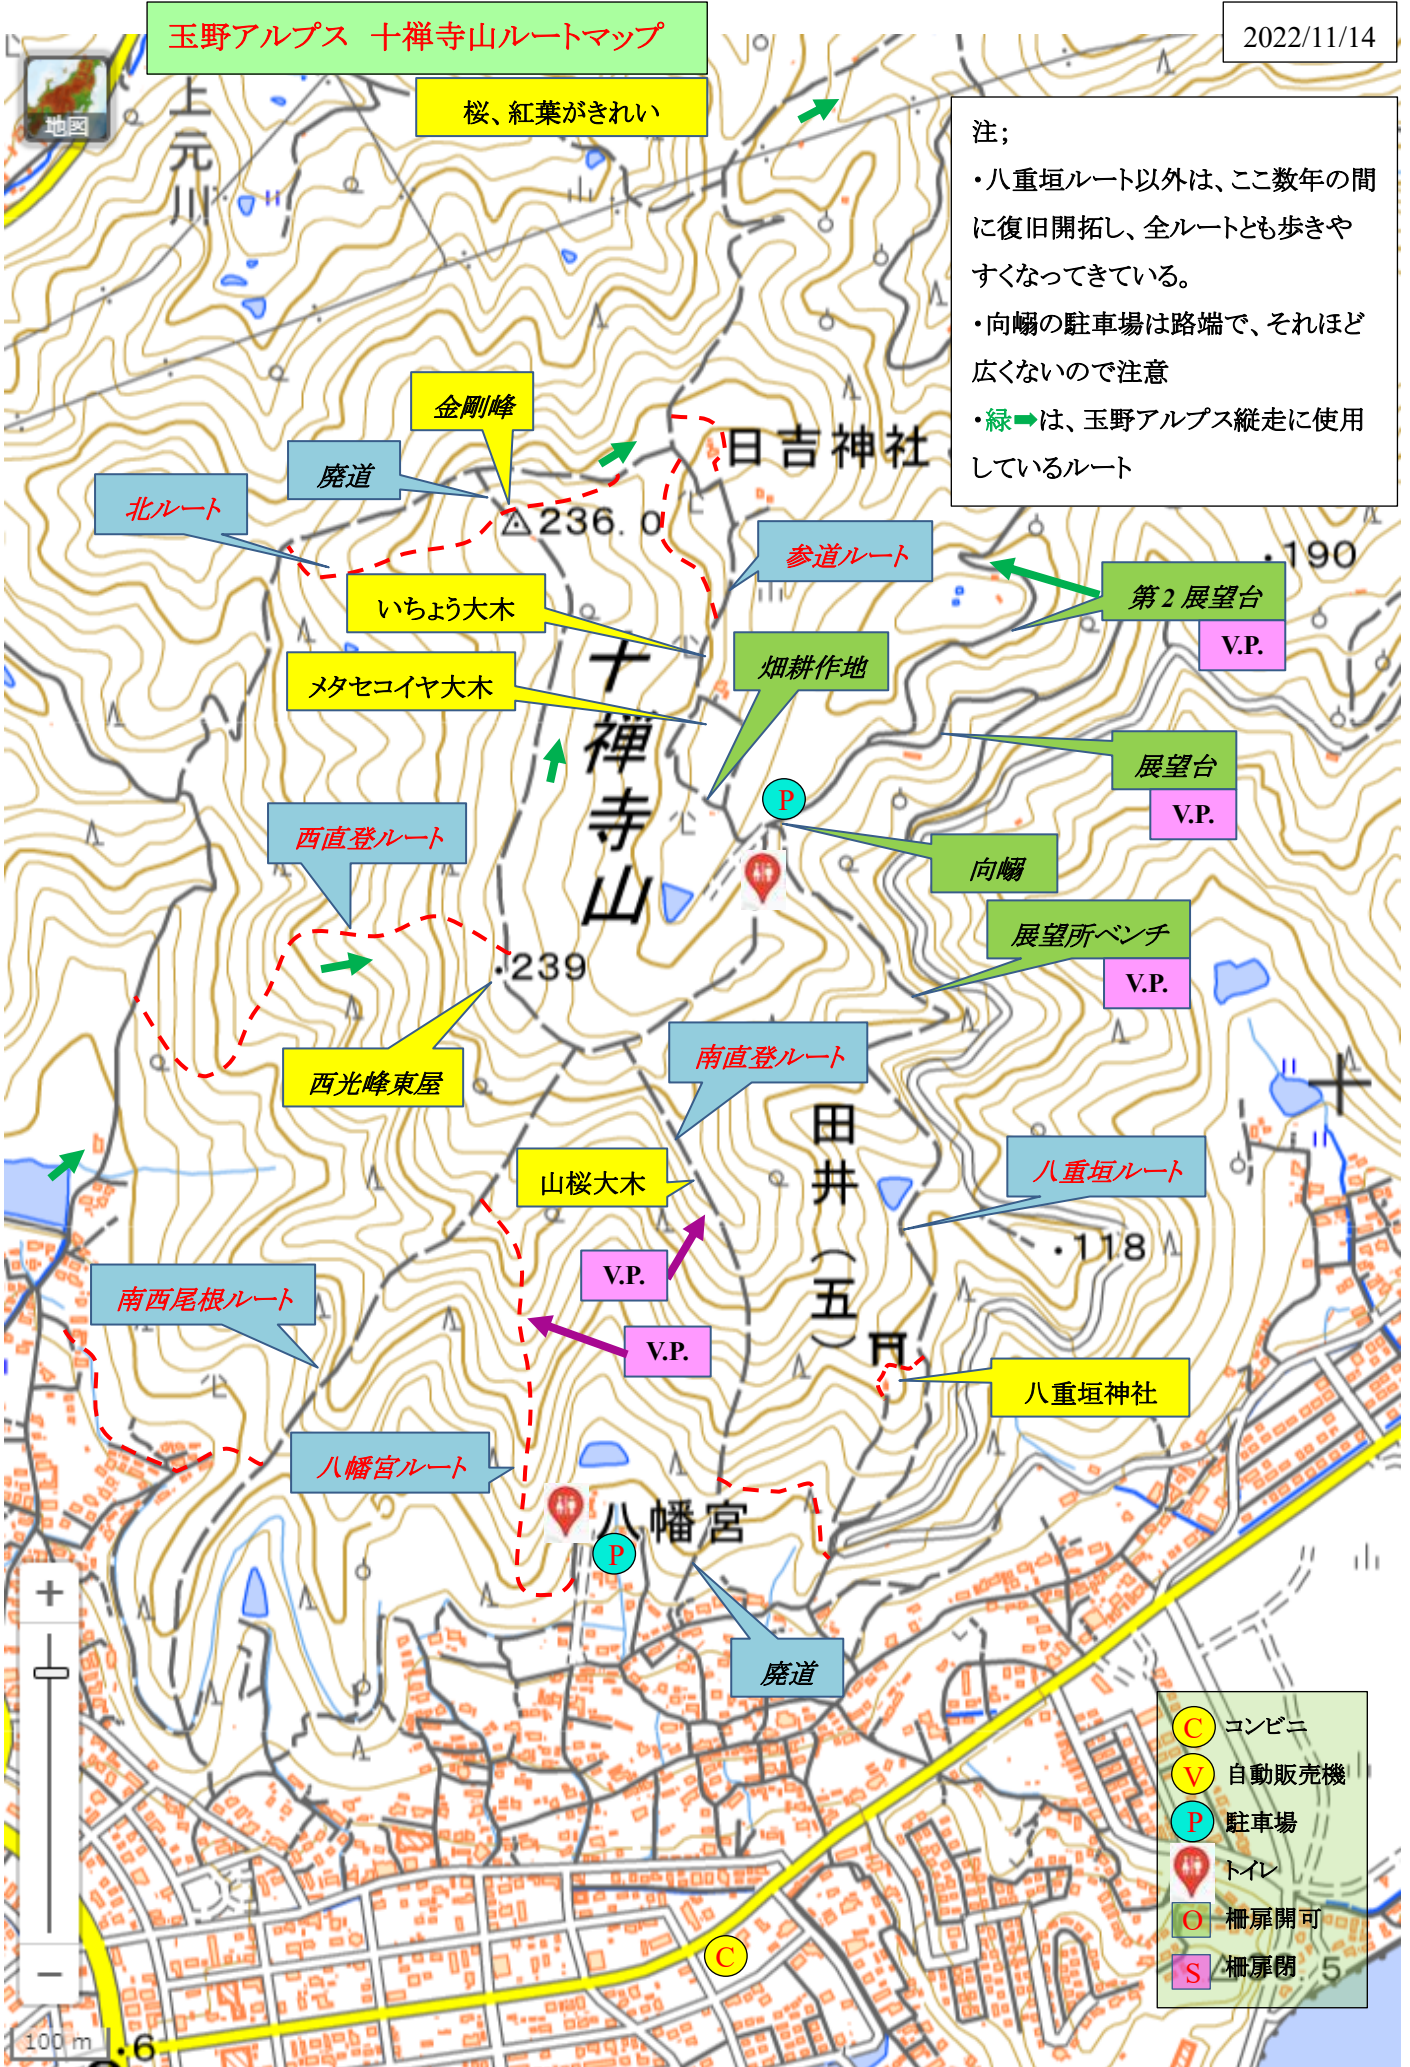 玉野アルプス 十禅寺山ルートマップ
2022/11/14
桜、紅葉がきれい
地図
上元川
注；
・八重垣ルート以外は、ここ数年の間
に復旧開拓し、全ルートとも歩きや
すくなってきている。
・向嶋の駐車場は路端で、それほど
広くないので注意
・緑➡は、玉野アルプス縦走に使用
しているルート
金剛峰
廃道
日吉神社
北ルート
236.0
参道ルート
190
第2展望台
V.P.
いちょう大木
畑耕作地
メタセコイヤ大木
十禅寺山
展望台
V.P.
P
西直登ルート
向嶋
展望所ベンチ
V.P.
239
西光峰東屋
南直登ルート
田井（五）
山桜大木
八重垣ルート
118
V.P.
南西尾根ルート
V.P.
八重垣神社
八幡宮ルート
八幡宮
P
廃道
C
C コンビニ
V 自動販売機
P 駐車場
トイレ
O 柵扉開可
S 柵扉閉
100 m
6